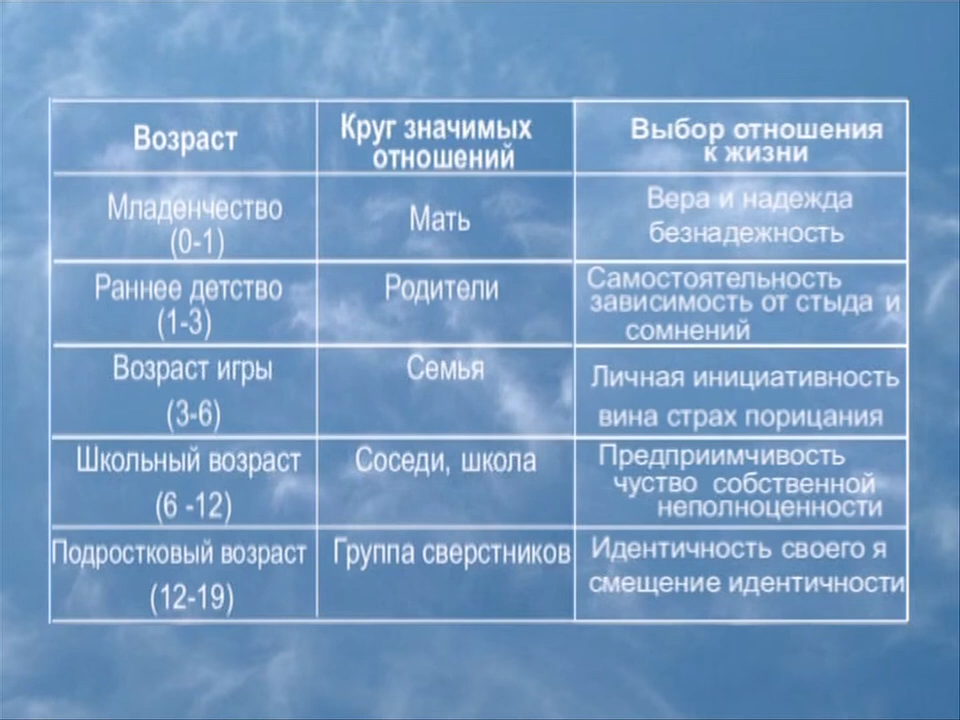 Возраст
Круг значимых
отношений
Выбор отношения
к жизни
Младенчество
(0-1)
Мать
Вера и надежда
безнадежность
Раннее детство
(1-3)
Родители
Самостоятельность
зависимость от стыда и
сомнений
Возраст игры
(3-6)
Семья
Личная инициативность
вина страх порицания
Школьный возраст
(6 -12)
Соседи, школа
Предприимчивость
чуство собственной
неполноценности
Подростковый возраст
(12-19)
Группа сверстников
Идентичность своего я
смещение идентичности